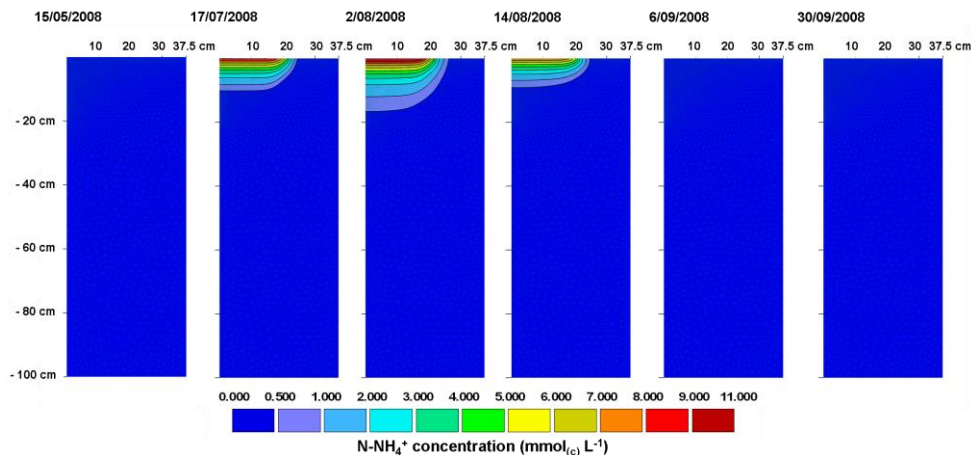 15/05/2008 17/07/2008 2/08/2008 14/08/2008 6/09/2008 30/09/2008
10 20 30 37.5 cm 10 20 30 37.5 cm 10 20 30 37.5 cm 10 20 30 37.5 cm 10 20 30 37.5 cm 10 20 30 37.5 cm
- 20 cm
- 40 cm
- 60 cm
- 80 cm
- 100 cm
0.000 0.500 1.000 2.000 3.000 4.000 5.000 6.000 7.000 8.000 9.000 11.000
N-NH₄⁺ concentration (mmol₍c₎ L⁻¹)